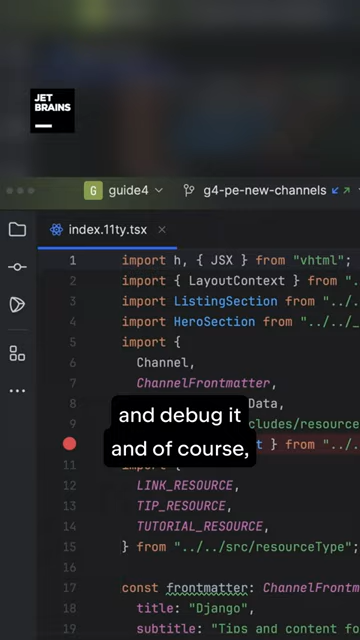 JET
BRAINS
G guide4 g4-pe-new-channels
index.11ty.tsx
1 import h, { JSX } from "vhtml";
2 import { LayoutContext } from "..
3 import ListingSection from "../..
4 import HeroSection from "../../_
5 import {
6 Channel,
7 ChannelFrontmatter,
8 Data,
9 cludes/resource
and debug it
and of course,
t } from "../..
11 import {
12 LINK_RESOURCE,
13 TIP_RESOURCE,
14 TUTORIAL_RESOURCE,
15 } from "../../src/resourceType";
16
17 const frontmatter: ChannelFrontm
18 title: "Django",
19 subtitle: "Tips and content fo